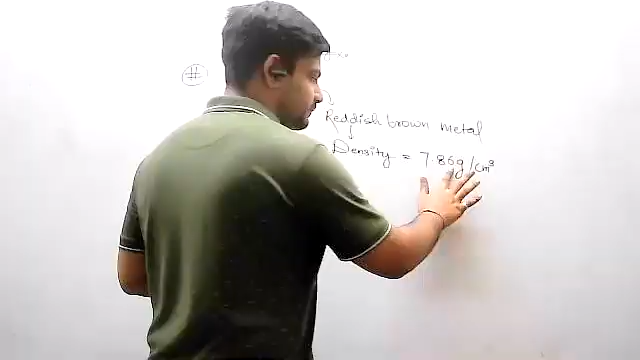 #
Reddish brown metal
Density = 7.86g/cm³